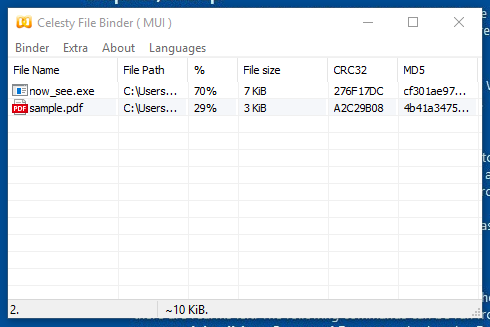 Celesty File Binder ( MUI )
Binder Extra About Languages
File Name File Path % File size CRC32 MD5
now_see.exe C:\Users... 70% 7 KiB 276F17DC cf301ae97...
PDF sample.pdf C:\Users... 29% 3 KiB A2C29B08 4b41a3475...
2. ~10 KiB.